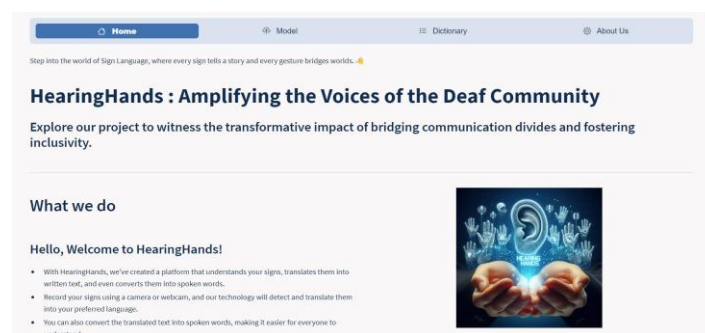 Home
Model
Dictionary
About Us
Step into the world of Sign Language, where every sign tells a story and every gesture bridges worlds. 👋
HearingHands : Amplifying the Voices of the Deaf Community
Explore our project to witness the transformative impact of bridging communication divides and fostering
inclusivity.
What we do
HEARING
HANDS
Hello, Welcome to HearingHands!
With HearingHands, we've created a platform that understands your signs, translates them into
written text, and even converts them into spoken words.
Record your signs using a camera or webcam, and our technology will detect and translate them
into your preferred language.
You can also convert the translated text into spoken words, making it easier for everyone to